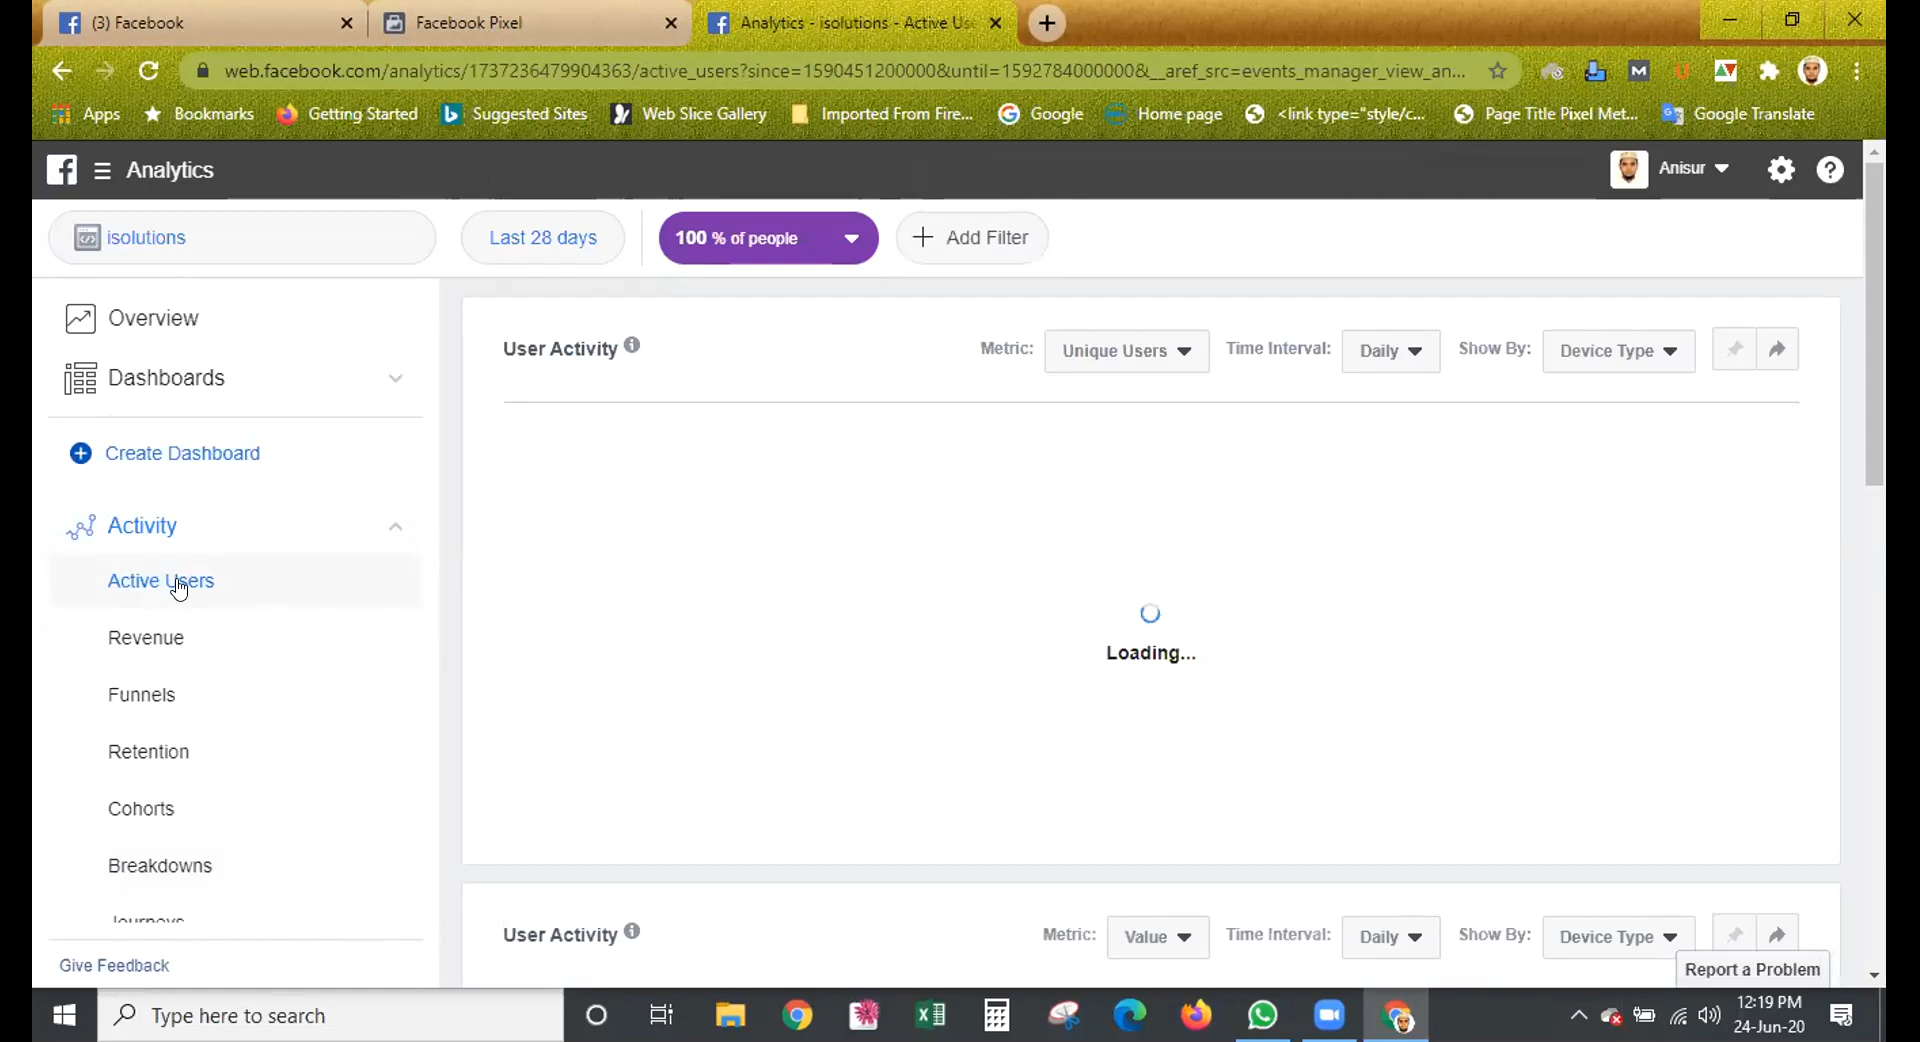 (3) Facebook
Facebook Pixel
Analytics - isolutions - Active Us
web.facebook.com/analytics/1737236479904363/active_users?since=1590451200000&until=1592784000000&__aref_src=events_manager_view_an...
Apps Bookmarks Getting Started Suggested Sites Web Slice Gallery Imported From Fire... Google Home page <link type="style/c... Page Title Pixel Met... Google Translate
Analytics
Anisur
isolutions
Last 28 days
100 % of people
Add Filter
Overview
Dashboards
Create Dashboard
Activity
Active Users
Revenue
Funnels
Retention
Cohorts
Breakdowns
Journeys
Give Feedback
User Activity
Metric: Unique Users Time Interval: Daily Show By: Device Type
Loading...
User Activity
Metric: Value Time Interval: Daily Show By: Device Type
Report a Problem
Type here to search
12:19 PM
24-Jun-20